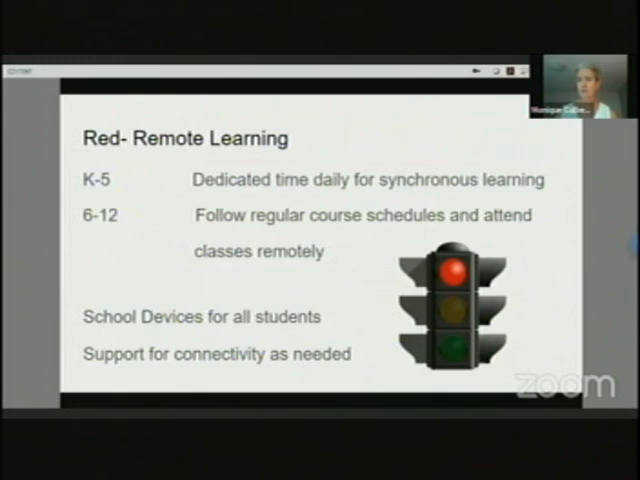 Red- Remote Learning
K-5 Dedicated time daily for synchronous learning
6-12 Follow regular course schedules and attend
classes remotely
School Devices for all students
Support for connectivity as needed
zoom
Monique